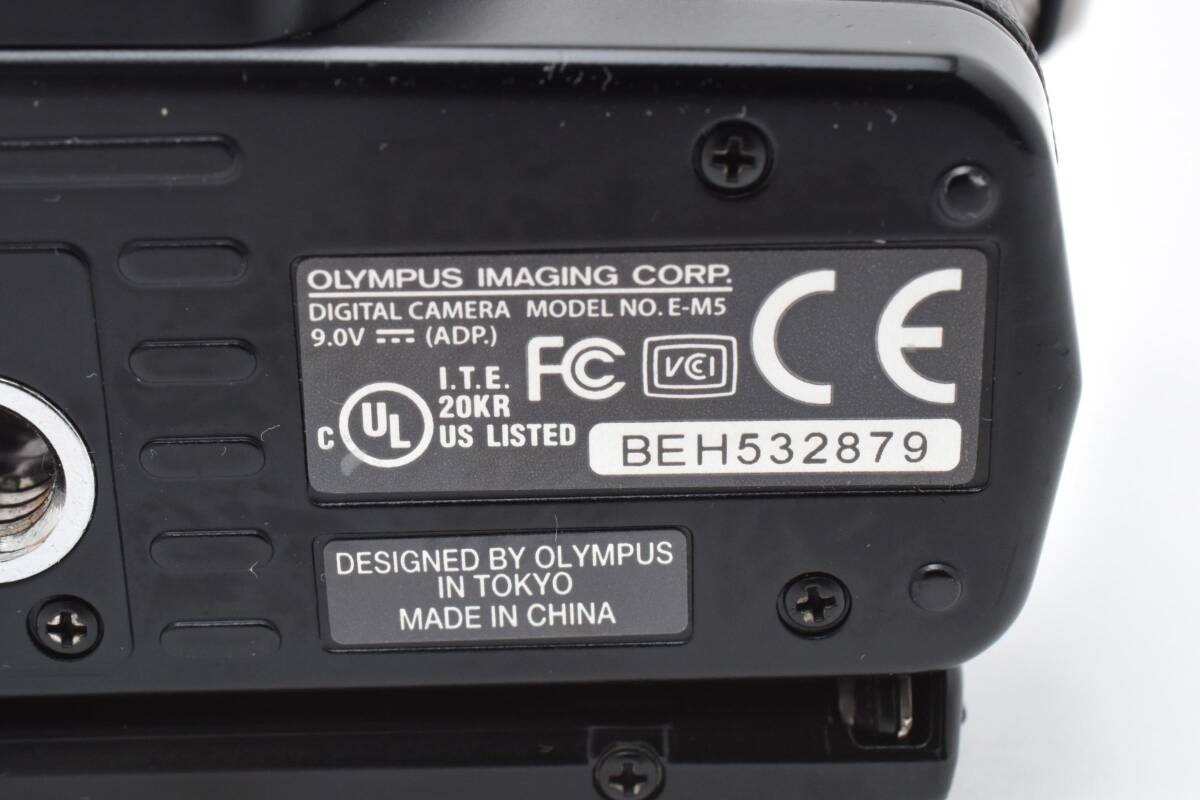 OLYMPUS IMAGING CORP.
DIGITAL CAMERA MODEL NO. E-M5
9.0V ⎓ (ADP.)
FC VCCI CE
I.T.E.
20KR
C UL US LISTED
BEH532879
DESIGNED BY OLYMPUS
IN TOKYO
MADE IN CHINA